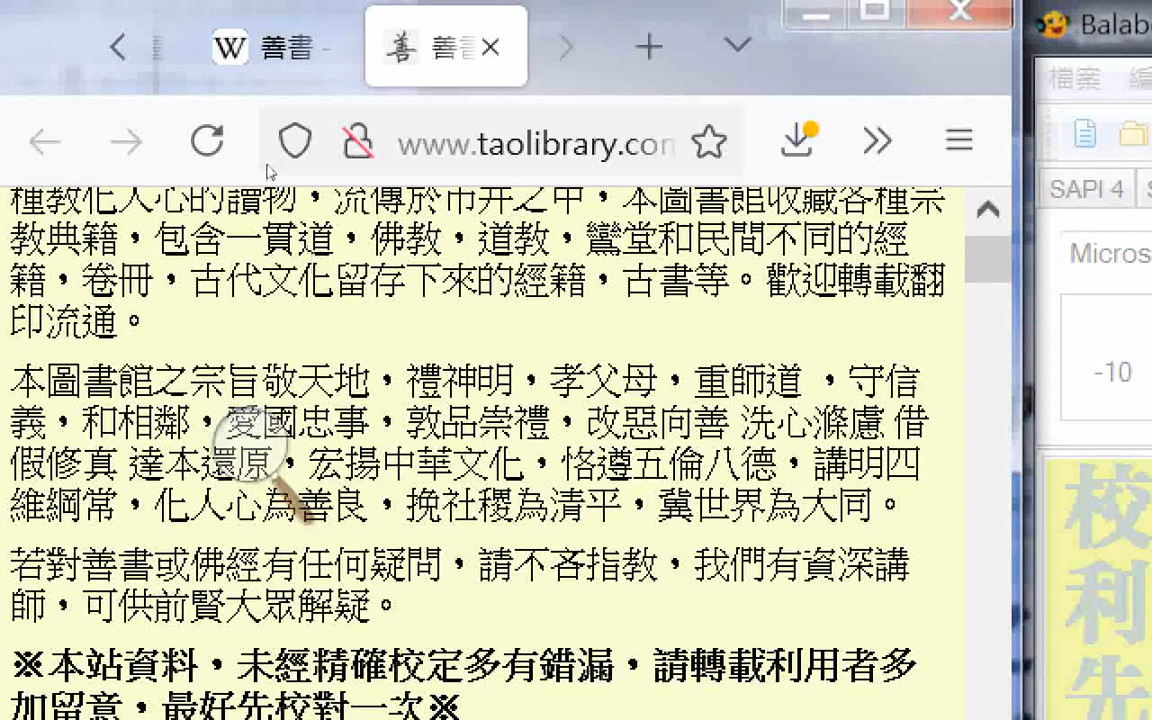 W 善書 -
善 善書
www.taolibrary.com
Balab
檔案
SAPI 4
Micros
-10
種教化人心的讀物，流傳於市井之中，本圖書館收藏各種宗
教典籍，包含一貫道，佛教，道教，鸞堂和民間不同的經
籍，卷冊，古代文化留存下來的經籍，古書等。歡迎轉載翻
印流通。
本圖書館之宗旨敬天地，禮神明，孝父母，重師道 ，守信
義，和相鄰，愛國忠事，敦品崇禮，改惡向善 洗心滌慮 借
假修真 達本還原，宏揚中華文化，恪遵五倫八德，講明四
維綱常，化人心為善良，挽社稷為清平，冀世界為大同。
若對善書或佛經有任何疑問，請不吝指教，我們有資深講
師，可供前賢大眾解疑。
※本站資料，未經精確校定多有錯漏，請轉載利用者多
加留意，最好先校對一次※
校
利
先